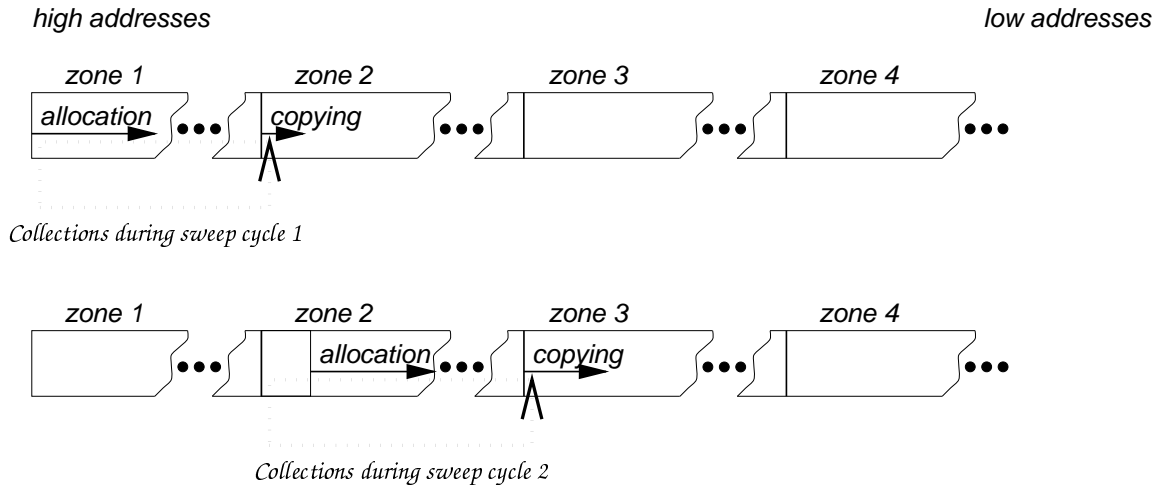 high addresses low addresses
zone 1 zone 2 zone 3 zone 4
allocation copying
Collections during sweep cycle 1
zone 1 zone 2 zone 3 zone 4
allocation copying
Collections during sweep cycle 2